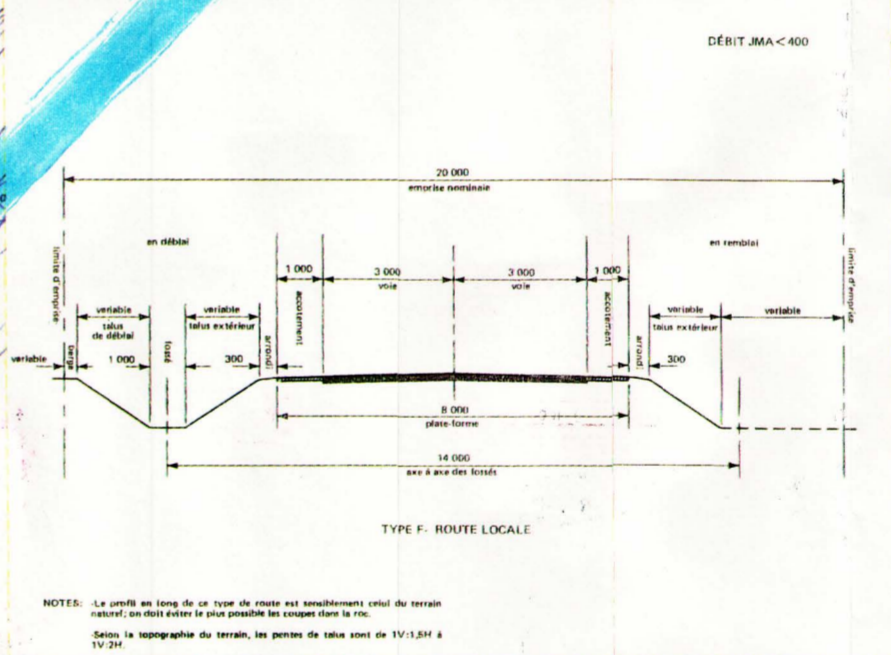 DÉBIT JMA < 400
20 000
emprise nominale
en déblai
en remblai
limite d'emprise
limite d'emprise
1 000
3 000
3 000
1 000
voie
voie
accotement
accotement
variable
variable
variable
variable
talus
de déblai
talus extérieur
talus extérieur
fossé
arrondi
arrondi
variable
berge
1 000
300
300
8 000
plate-forme
14 000
axe à axe des fossés
TYPE F- ROUTE LOCALE
NOTES: -Le profil en long de ce type de route est sensiblement celui du terrain
naturel; on doit éviter le plus possible les coupes dans le roc.
-Selon la topographie du terrain, les pentes de talus sont de 1V:1,5H à
1V:2H.